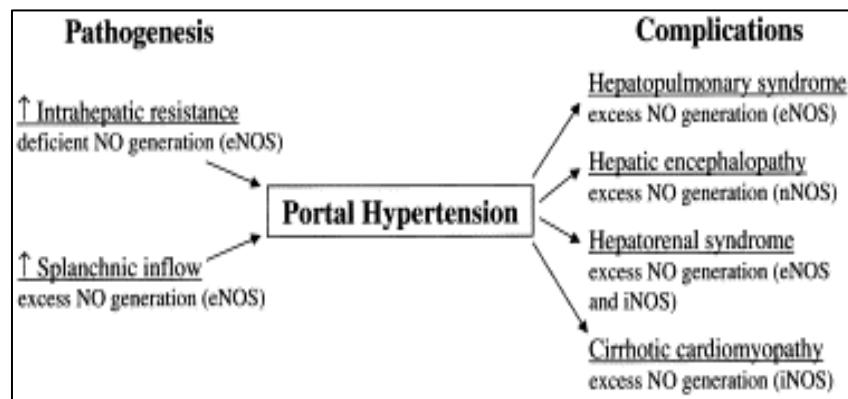 Pathogenesis
↑ Intrahepatic resistance
deficient NO generation (eNOS)
↑ Splanchnic inflow
excess NO generation (eNOS)
Portal Hypertension
Complications
Hepatopulmonary syndrome
excess NO generation (eNOS)
Hepatic encephalopathy
excess NO generation (nNOS)
Hepatorenal syndrome
excess NO generation (eNOS
and iNOS)
Cirrhotic cardiomyopathy
excess NO generation (iNOS)